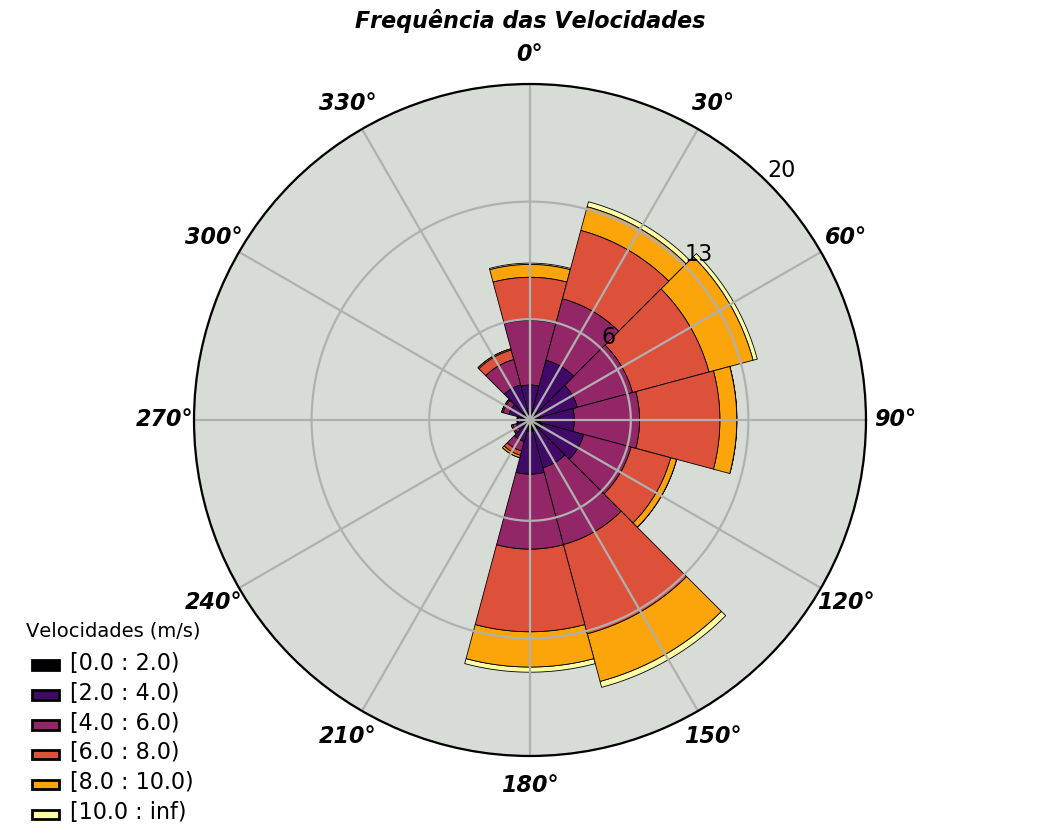 Frequência das Velocidades
0°
330°
30°
20
300°
60°
13
6
270°
90°
240°
120°
210°
150°
180°
Velocidades (m/s)
[0.0 : 2.0)
[2.0 : 4.0)
[4.0 : 6.0)
[6.0 : 8.0)
[8.0 : 10.0)
[10.0 : inf)